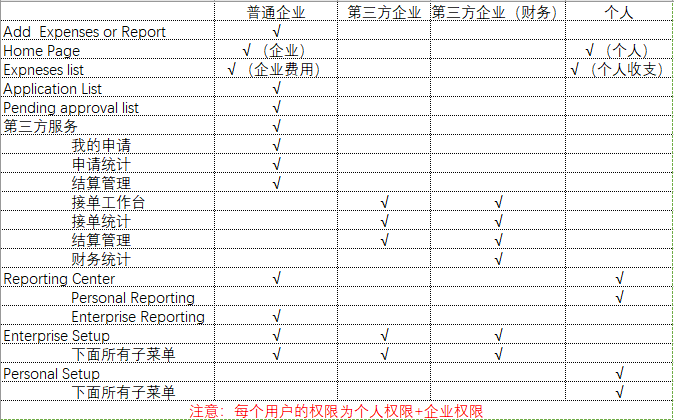 普通企业 第三方企业 第三方企业（财务） 个人
Add  Expenses or Report √
Home Page √（企业） √（个人）
Expneses list √（企业费用） √（个人收支）
Application List √
Pending approval list √
第三方服务 √
我的申请 √
申请统计 √
结算管理 √
接单工作台 √ √
接单统计 √ √
结算管理 √ √
财务统计 √
Reporting Center √ √
Personal Reporting √
Enterprise Reporting √
Enterprise Setup √ √ √
下面所有子菜单 √ √ √
Personal Setup √
下面所有子菜单 √
注意：每个用户的权限为个人权限+企业权限